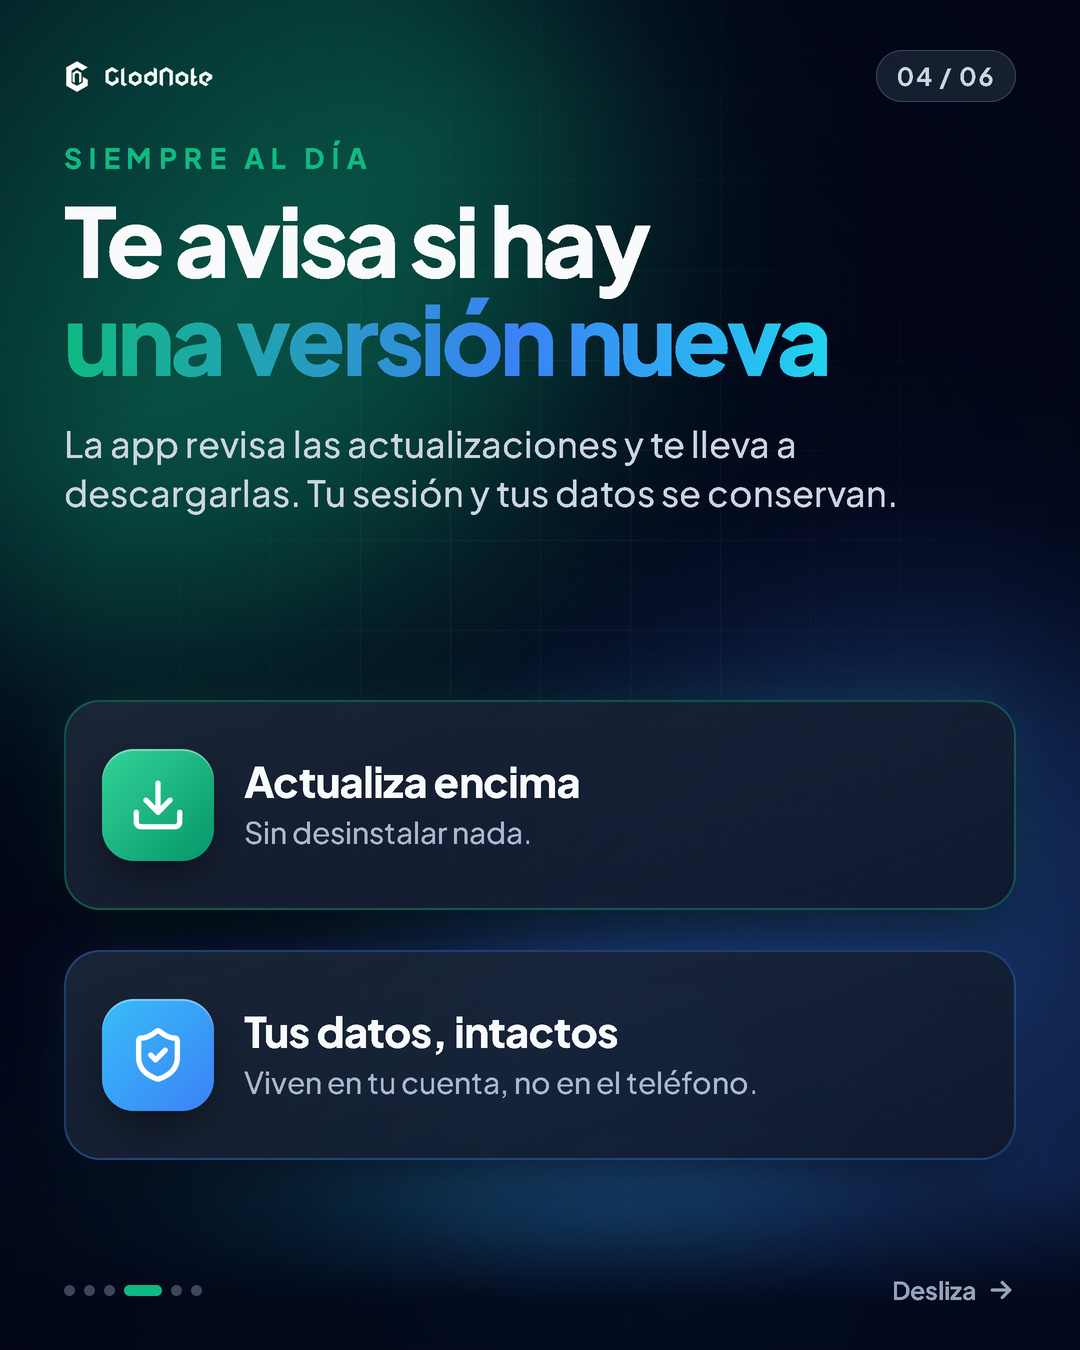 ClodNote
04 / 06
SIEMPRE AL DÍA
Te avisa si hay
una versión nueva
La app revisa las actualizaciones y te lleva a
descargarlas. Tu sesión y tus datos se conservan.
Actualiza encima
Sin desinstalar nada.
Tus datos, intactos
Viven en tu cuenta, no en el teléfono.
Desliza →